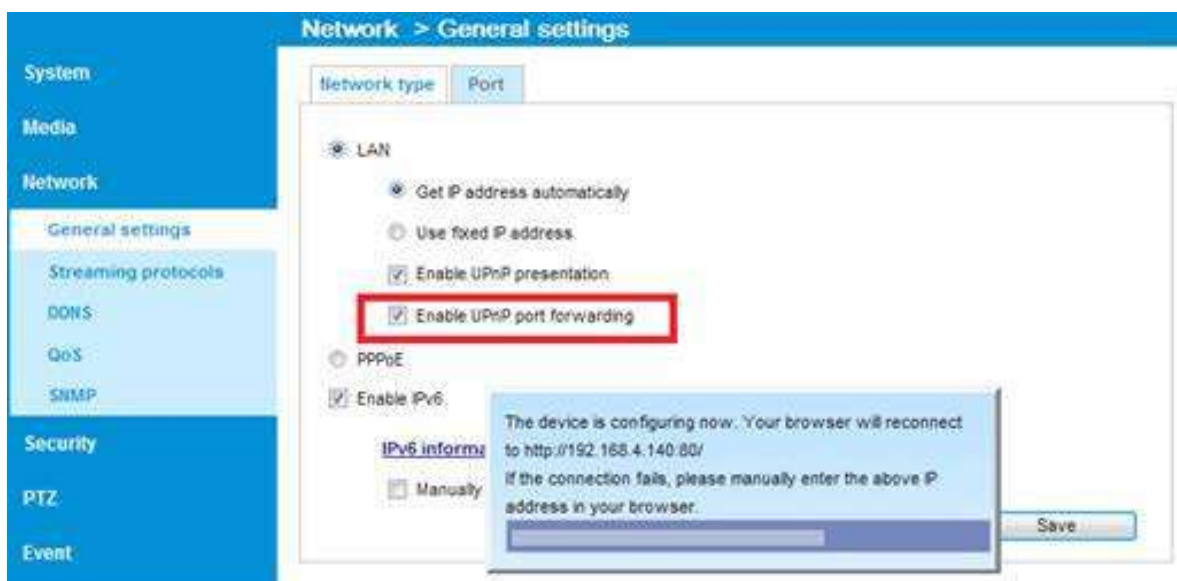 Network > General settings
System
Media
Network
General settings
Streaming protocols
DDNS
QoS
SNMP
Security
PTZ
Event
Network type
Port
LAN
Get IP address automatically
Use fixed IP address
Enable UPnP presentation
Enable UPnP port forwarding
PPPoE
Enable IPv6
IPv6 informa
Manually
The device is configuring now. Your browser will reconnect
to http://192.168.4.140:80/
If the connection fails, please manually enter the above IP
address in your browser.
Save